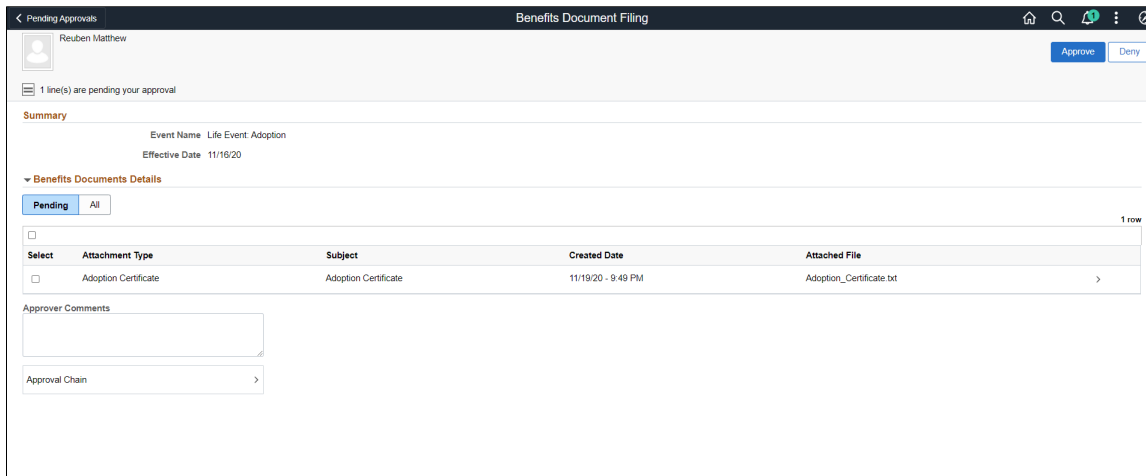 Pending Approvals
Benefits Document Filing
1
Reuben Matthew
Approve
Deny
1 line(s) are pending your approval
Summary
Event Name Life Event: Adoption
Effective Date 11/16/20
Benefits Documents Details
Pending
All
1 row
Select Attachment Type Subject Created Date Attached File
Adoption Certificate Adoption Certificate 11/19/20 - 9:49 PM Adoption_Certificate.txt
Approver Comments
Approval Chain